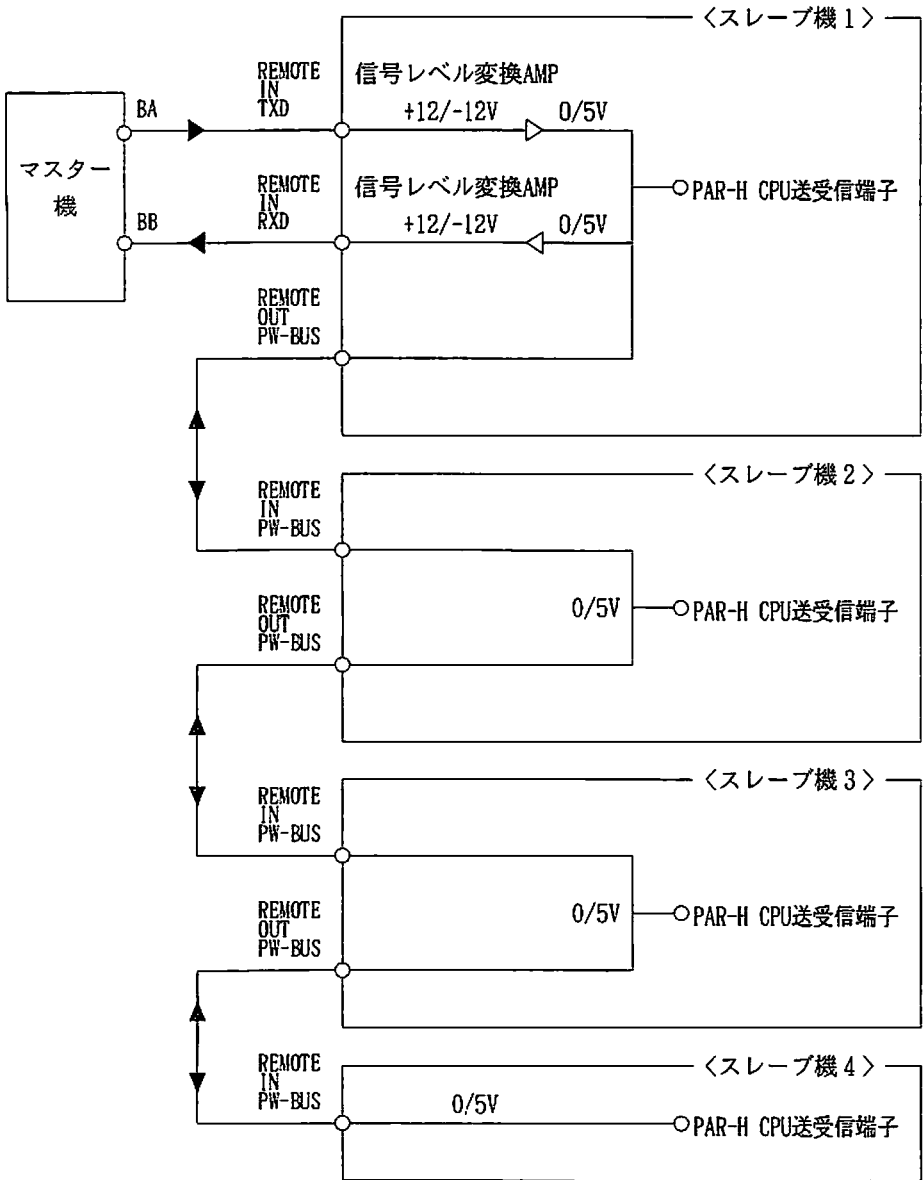 〈スレーブ機1〉
REMOTE
IN
TXD
信号レベル変換AMP
BA
+12/-12V
0/5V
マスター
機
REMOTE
IN
RXD
信号レベル変換AMP
PAR-H CPU送受信端子
BB
+12/-12V
0/5V
REMOTE
OUT
PW-BUS
〈スレーブ機2〉
REMOTE
IN
PW-BUS
REMOTE
OUT
PW-BUS
0/5V
PAR-H CPU送受信端子
〈スレーブ機3〉
REMOTE
IN
PW-BUS
REMOTE
OUT
PW-BUS
0/5V
PAR-H CPU送受信端子
〈スレーブ機4〉
REMOTE
IN
PW-BUS
0/5V
PAR-H CPU送受信端子